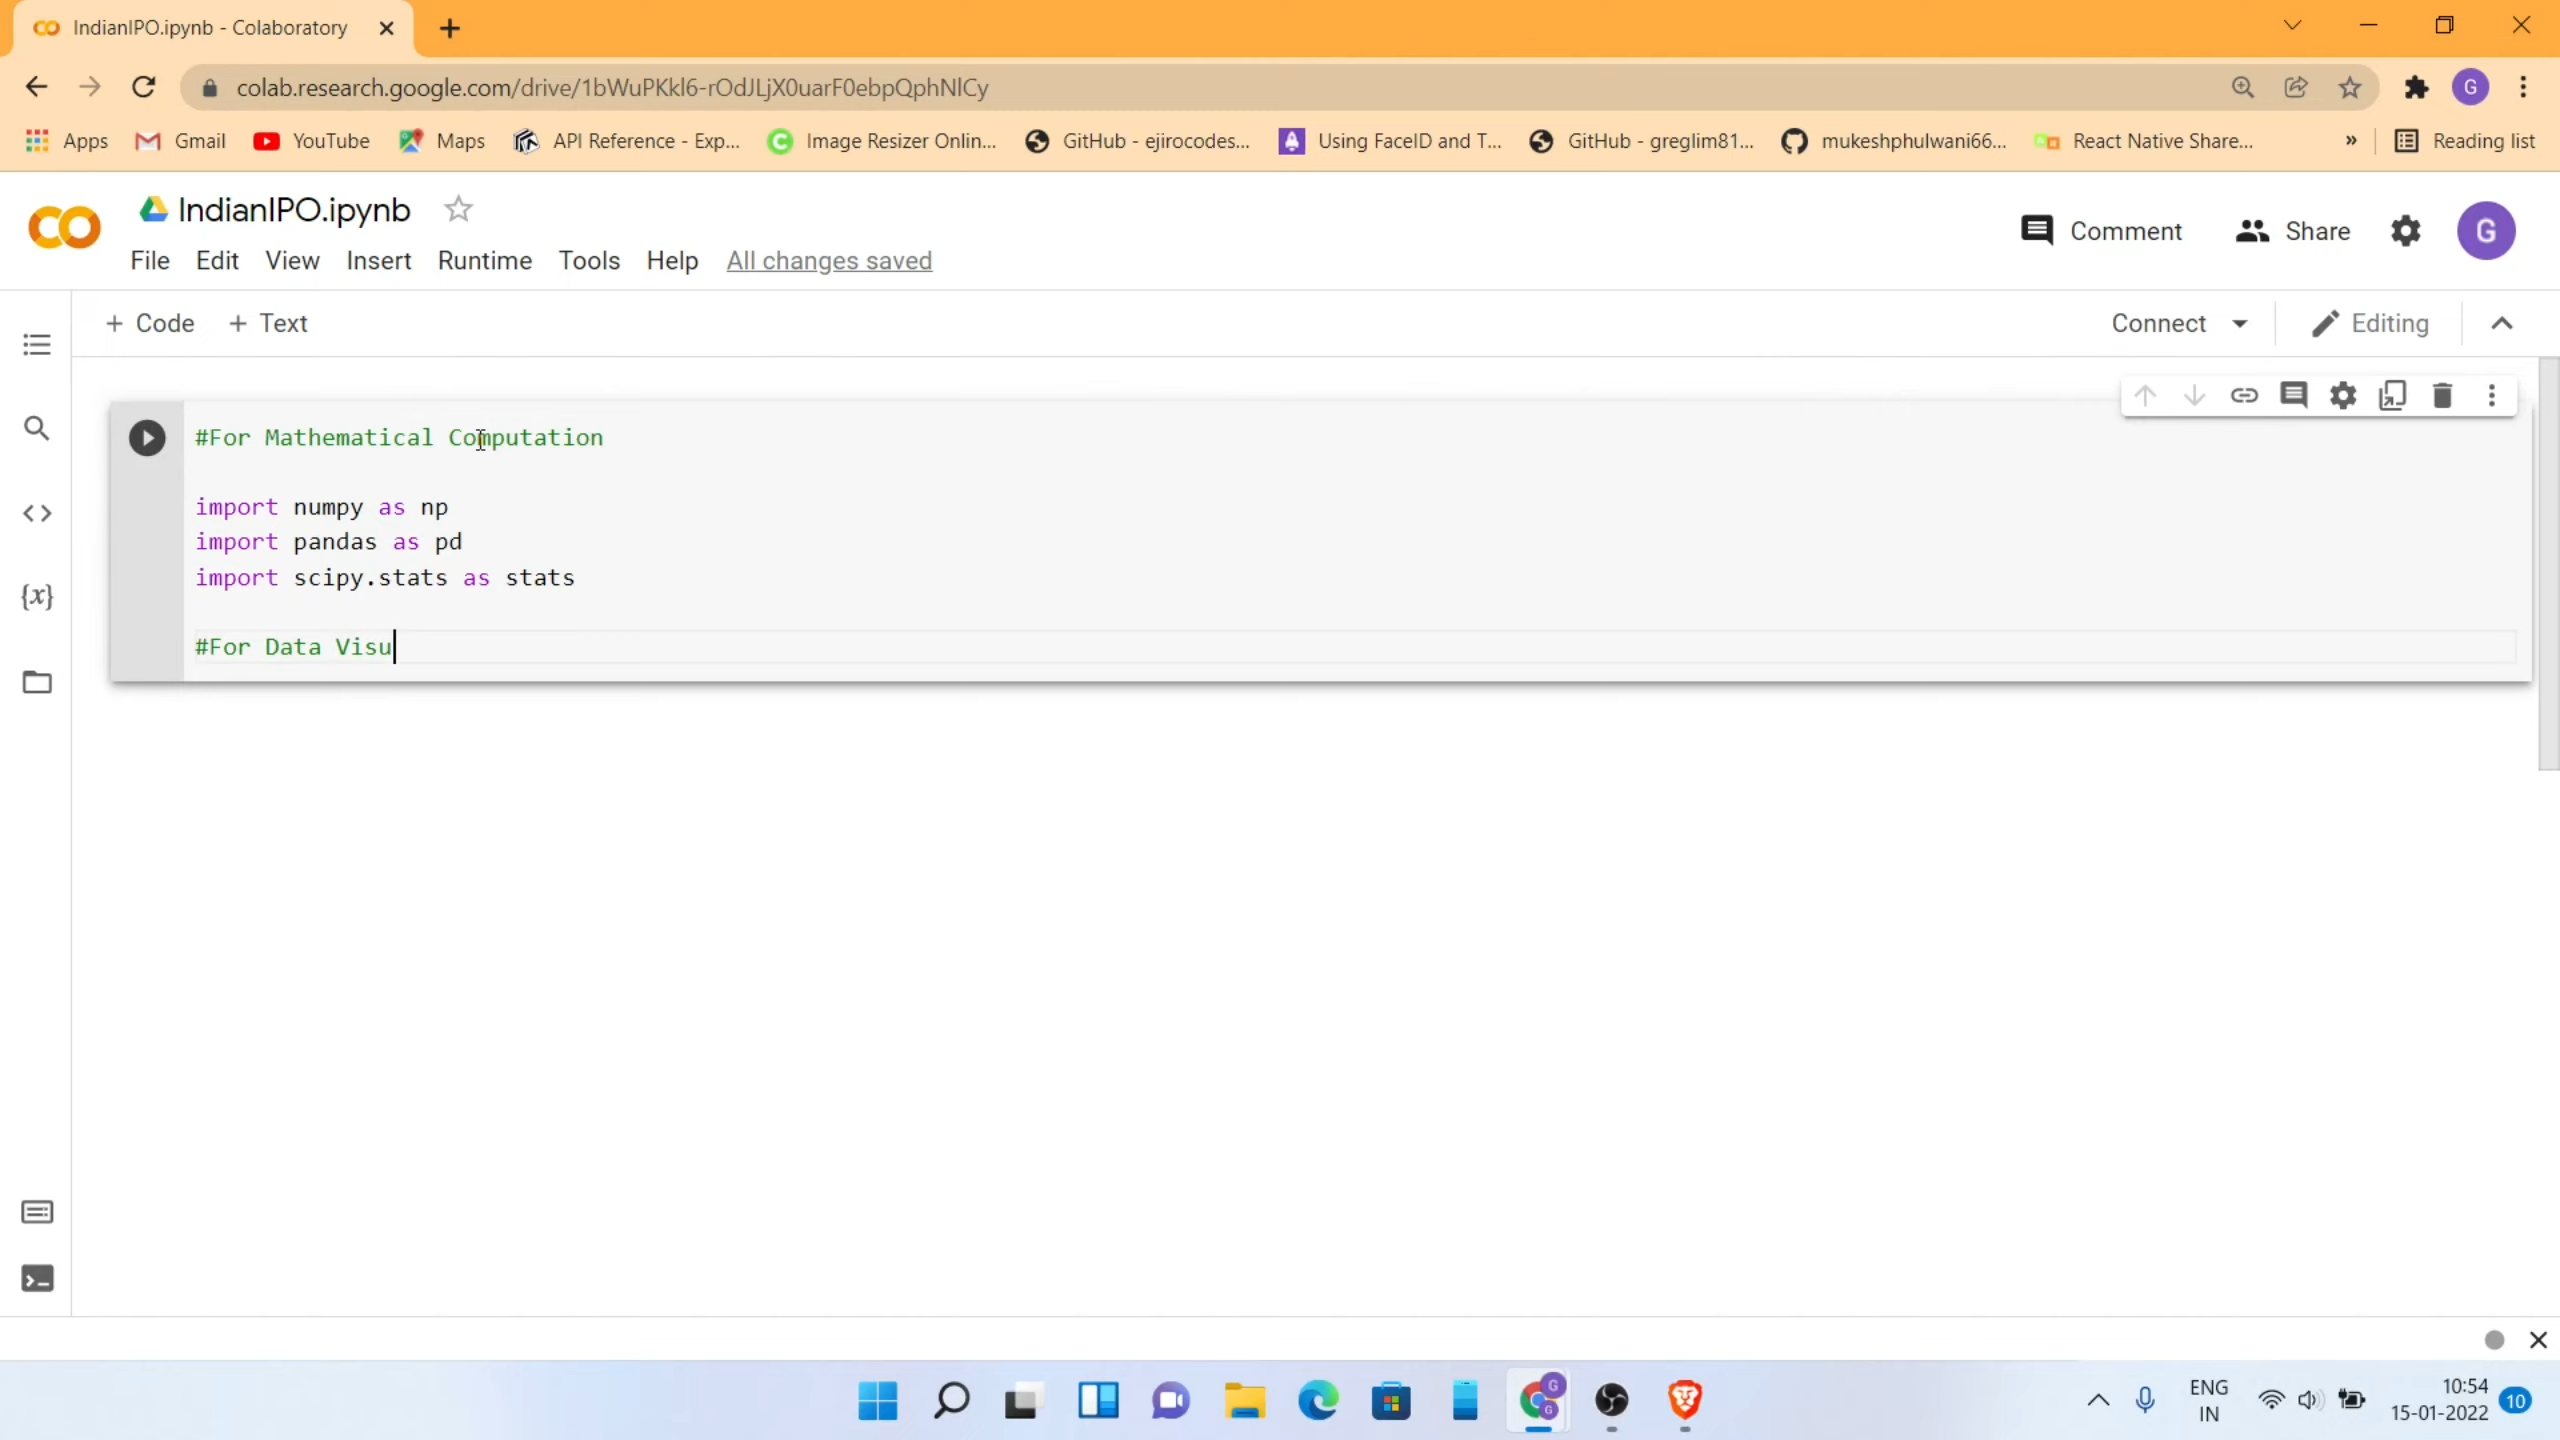 IndianIPO.ipynb - Colaboratory
colab.research.google.com/drive/1bWuPKkl6-rOdJLjX0uarF0ebpQphNlCy
G
Apps Gmail YouTube Maps API Reference - Exp... Image Resizer Onlin... GitHub - ejirocodes... Using FaceID and T... GitHub - greglim81... mukeshphulwani66... React Native Share... » Reading list
IndianIPO.ipynb
Comment Share G
File Edit View Insert Runtime Tools Help All changes saved
+ Code + Text Connect Editing
#For Mathematical Computation
import numpy as np
import pandas as pd
import scipy.stats as stats
#For Data Visu
{x}
ENG
IN
10:54
15-01-2022
10